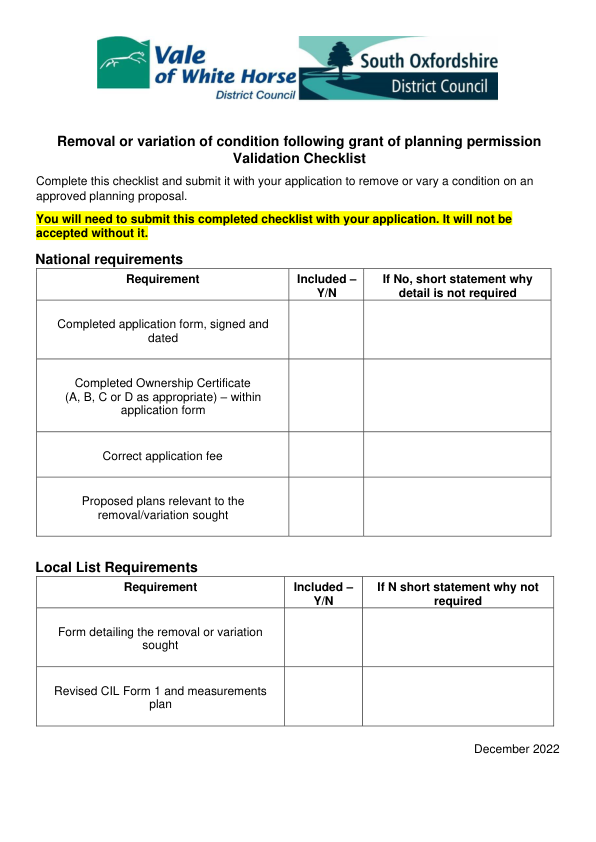 Vale
of White Horse
District Council
South Oxfordshire
District Council
Removal or variation of condition following grant of planning permission
Validation Checklist
Complete this checklist and submit it with your application to remove or vary a condition on an
approved planning proposal.
You will need to submit this completed checklist with your application. It will not be
accepted without it.
National requirements
Requirement
Included –
Y/N
If No, short statement why
detail is not required
Completed application form, signed and
dated
Completed Ownership Certificate
(A, B, C or D as appropriate) – within
application form
Correct application fee
Proposed plans relevant to the
removal/variation sought
Local List Requirements
Requirement
Included –
Y/N
If N short statement why not
required
Form detailing the removal or variation
sought
Revised CIL Form 1 and measurements
plan
December 2022